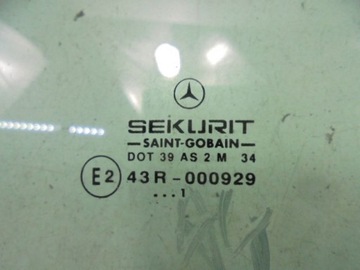 SEKURIT
SAINT-GOBAIN
DOT 39 AS 2 M 34
E2 43R-000929
...1